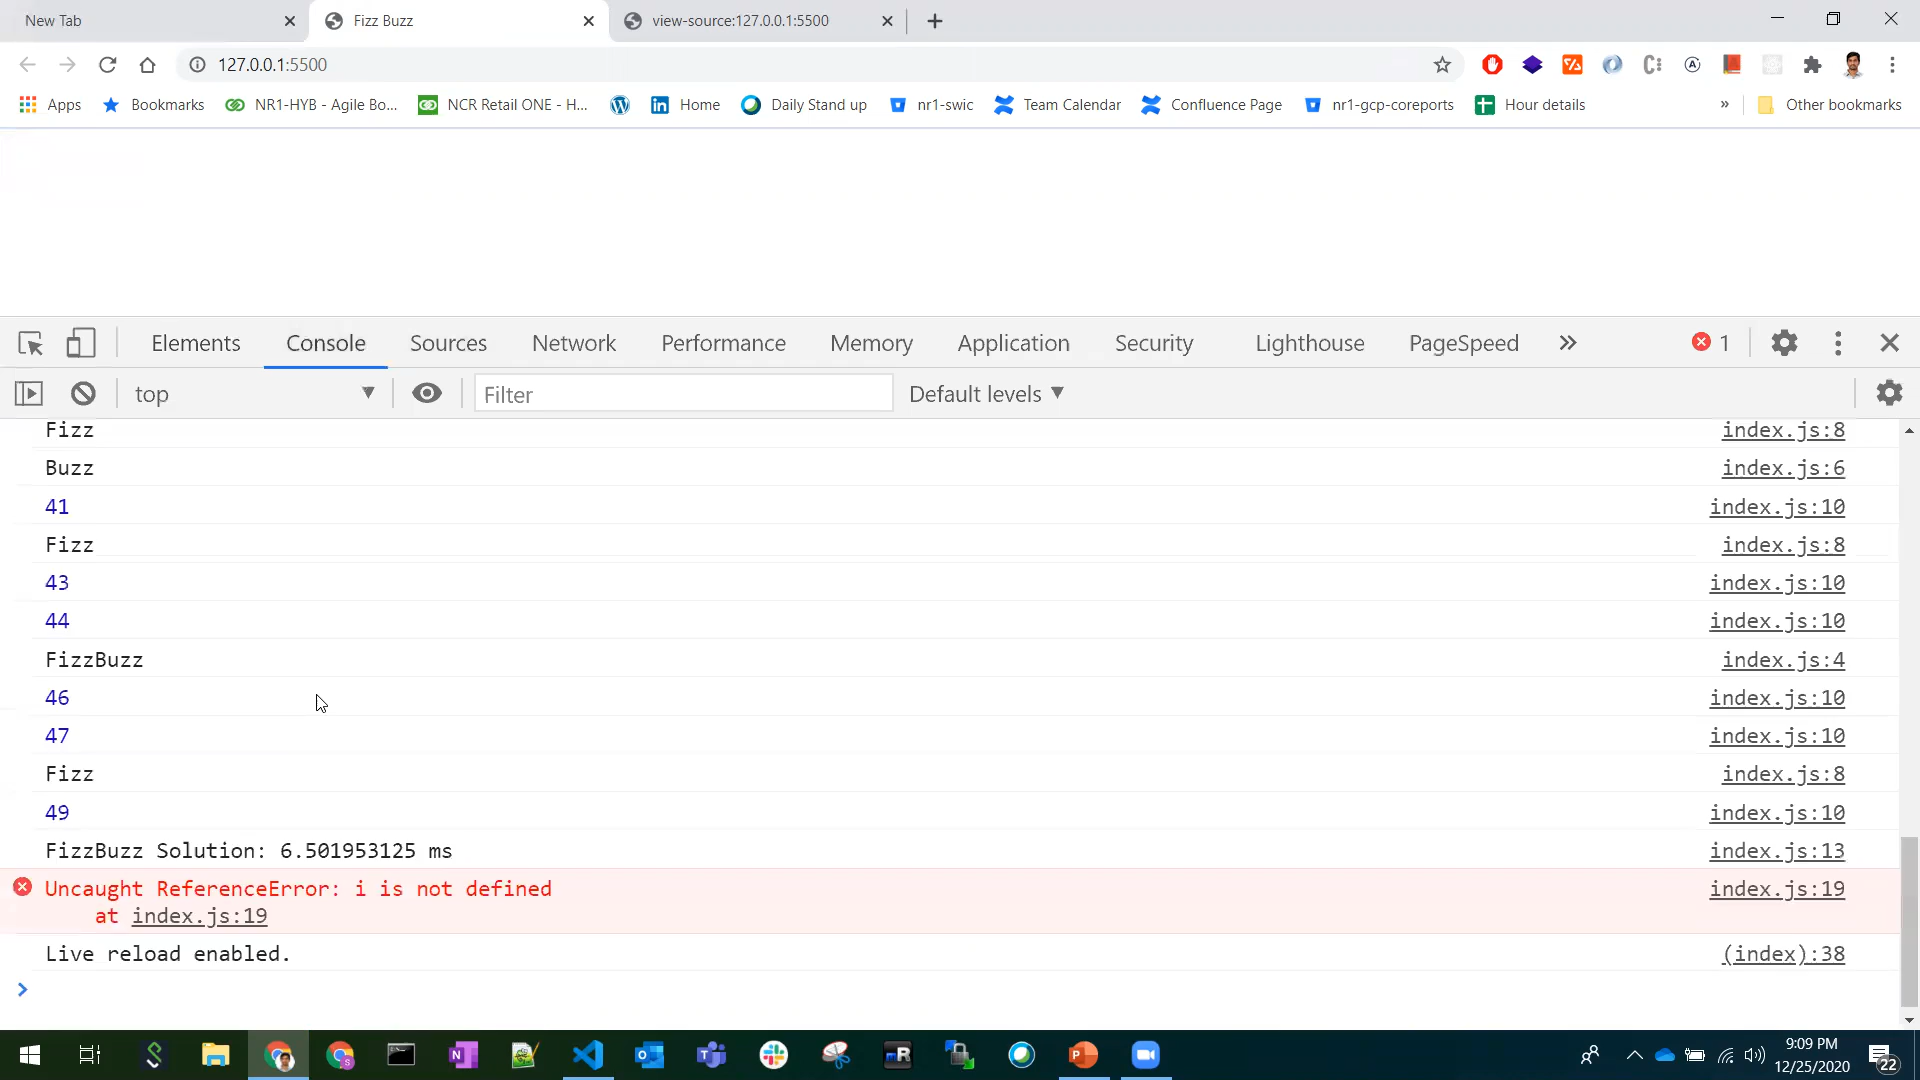 New Tab
Fizz Buzz
view-source:127.0.0.1:5500
127.0.0.1:5500
Apps
Bookmarks
NR1-HYB - Agile Bo...
NCR Retail ONE - H...
Home
Daily Stand up
nr1-swic
Team Calendar
Confluence Page
nr1-gcp-coreports
Hour details
»
Other bookmarks
Elements
Console
Sources
Network
Performance
Memory
Application
Security
Lighthouse
PageSpeed
1
top
Filter
Default levels
Fizz index.js:8
Buzz index.js:6
41 index.js:10
Fizz index.js:8
43 index.js:10
44 index.js:10
FizzBuzz index.js:4
46 index.js:10
47 index.js:10
Fizz index.js:8
49 index.js:10
FizzBuzz Solution: 6.501953125 ms index.js:13
Uncaught ReferenceError: i is not defined index.js:19
at index.js:19
Live reload enabled. (index):38
9:09 PM
12/25/2020
22